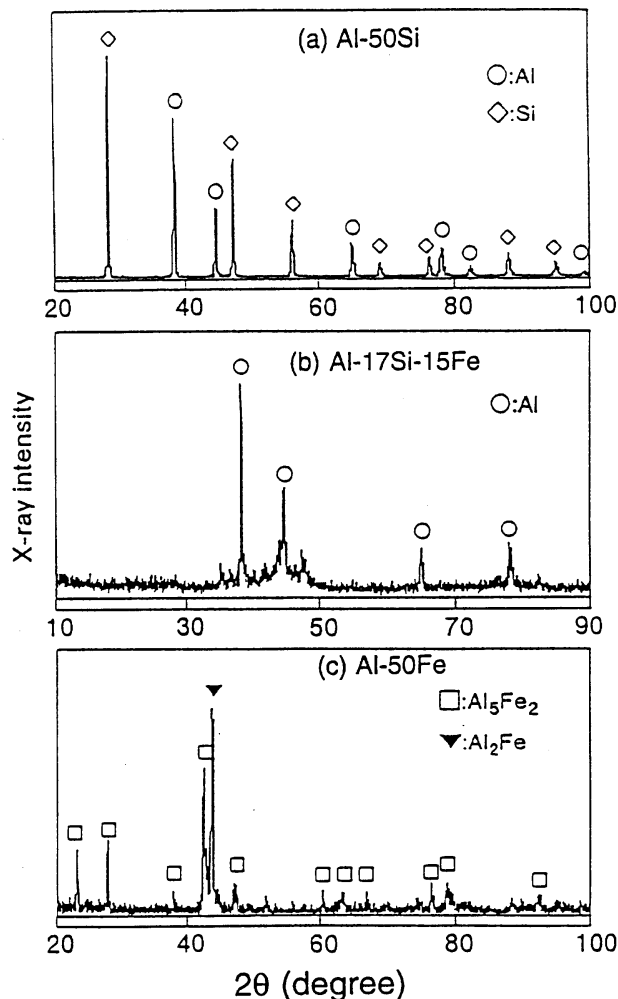 (a) Al-50Si
○:Al
◇:Si
20 40 60 80 100
(b) Al-17Si-15Fe
○:Al
10 30 50 70 90
(c) Al-50Fe
□:Al₅Fe₂
▼:Al₂Fe
20 40 60 80 100
X-ray intensity
2θ (degree)